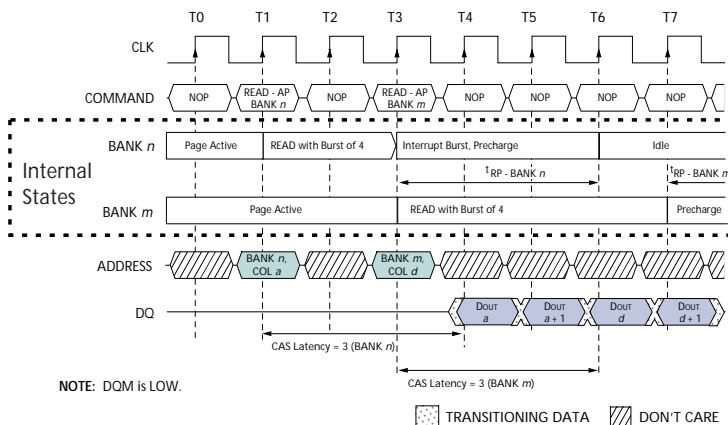 T0 T1 T2 T3 T4 T5 T6 T7
CLK
COMMAND NOP READ - AP BANK n NOP READ - AP BANK m NOP NOP NOP NOP
Internal States
BANK n Page Active READ with Burst of 4 Interrupt Burst, Precharge Idle
tRP - BANK n tRP - BANK m
BANK m Page Active READ with Burst of 4 Precharge
ADDRESS BANK n, COL a BANK m, COL d
DQ DOUT a DOUT a + 1 DOUT d DOUT d + 1
CAS Latency = 3 (BANK n)
CAS Latency = 3 (BANK m)
NOTE: DQM is LOW.
TRANSITIONING DATA DON'T CARE